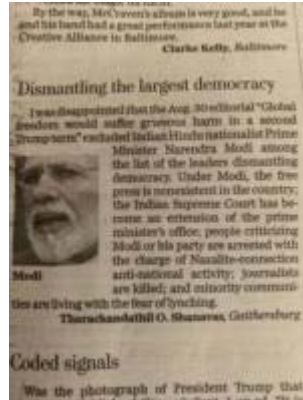 By the way, McCraven's album is very good, and he
and his band had a great performance last year at the
Creative Alliance in Baltimore.
Clarke Kelly, Baltimore
Dismantling the largest democracy
I was disappointed that the Aug. 30 editorial "Global
freedom would suffer grievous harm in a second
Trump term" excluded Indian Hindu nationalist Prime
Minister Narendra Modi among
the list of the leaders dismantling
democracy. Under Modi, the free
press is nonexistent in the country,
the Indian Supreme Court has be-
come an extension of the prime
minister's office, people criticizing
Modi or his party are arrested with
the charge of Naxalite-connection
anti-national activity; journalists
are killed; and minority communi-
Modi
ties are living with the fear of lynching.
Tharachandathil O. Shanavas, Gaithersburg
Coded signals
Was the photograph of President Trump that